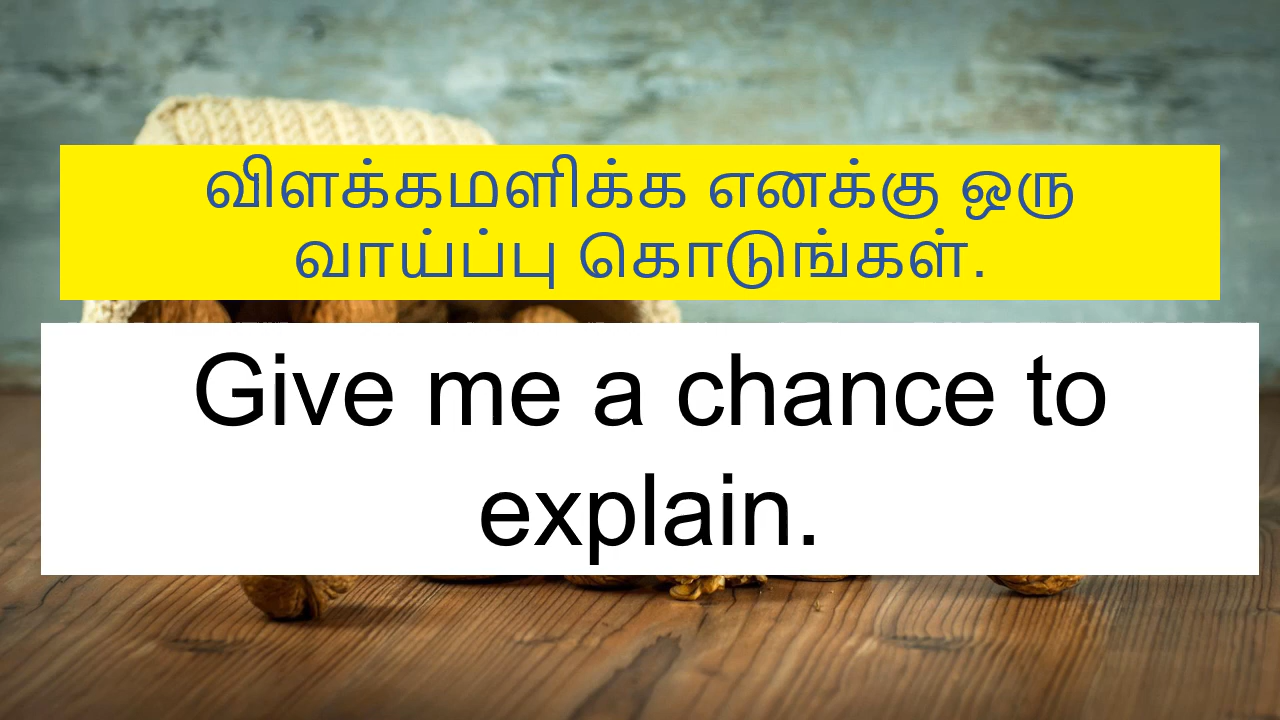 விளக்கமளிக்க எனக்கு ஒரு
வாய்ப்பு கொடுங்கள்.
Give me a chance to
explain.